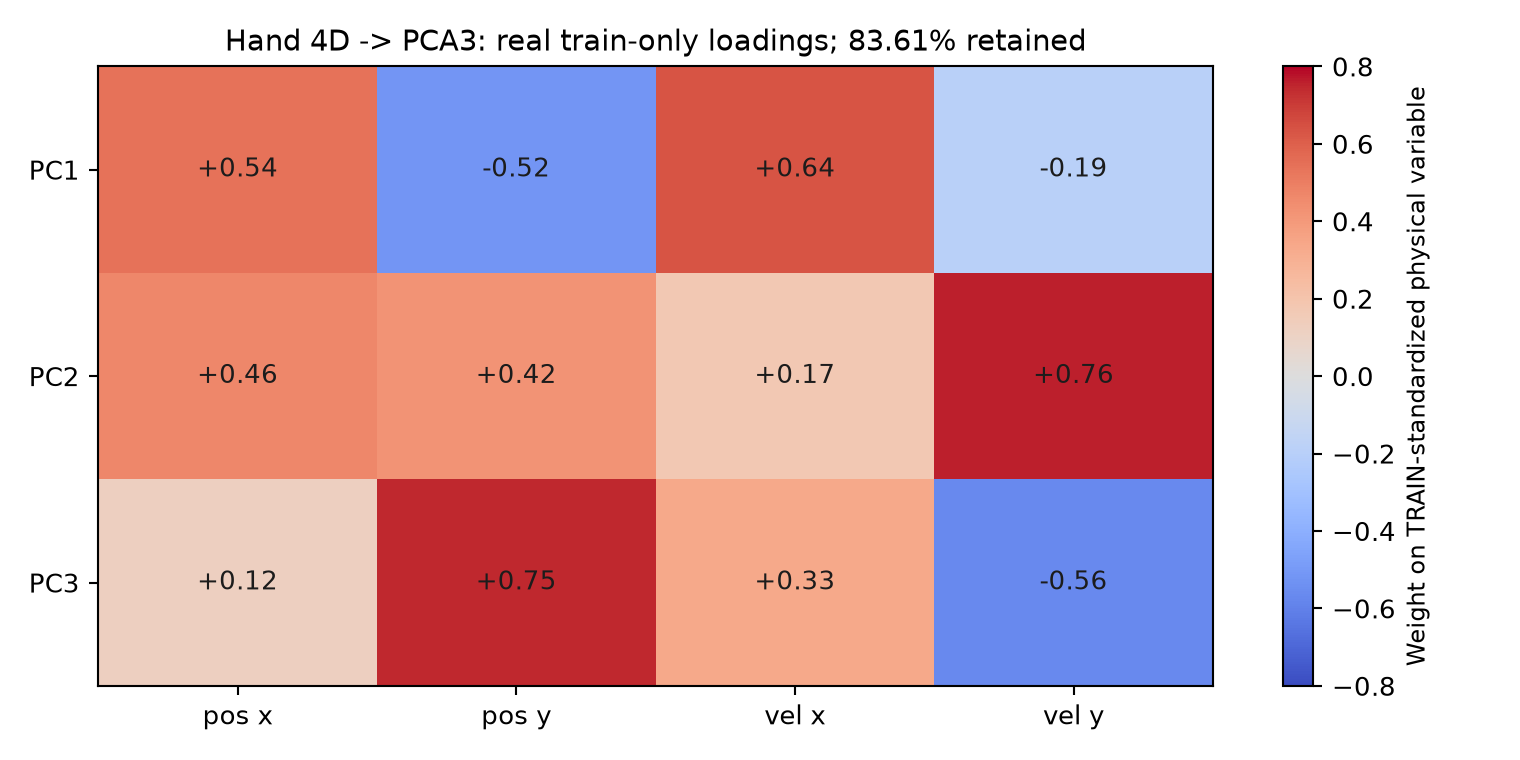 Hand 4D -> PCA3: real train-only loadings; 83.61% retained
PC1
+0.54
-0.52
+0.64
-0.19
PC2
+0.46
+0.42
+0.17
+0.76
PC3
+0.12
+0.75
+0.33
-0.56
pos x
pos y
vel x
vel y
0.8
0.6
0.4
0.2
0.0
−0.2
−0.4
−0.6
−0.8
Weight on TRAIN-standardized physical variable